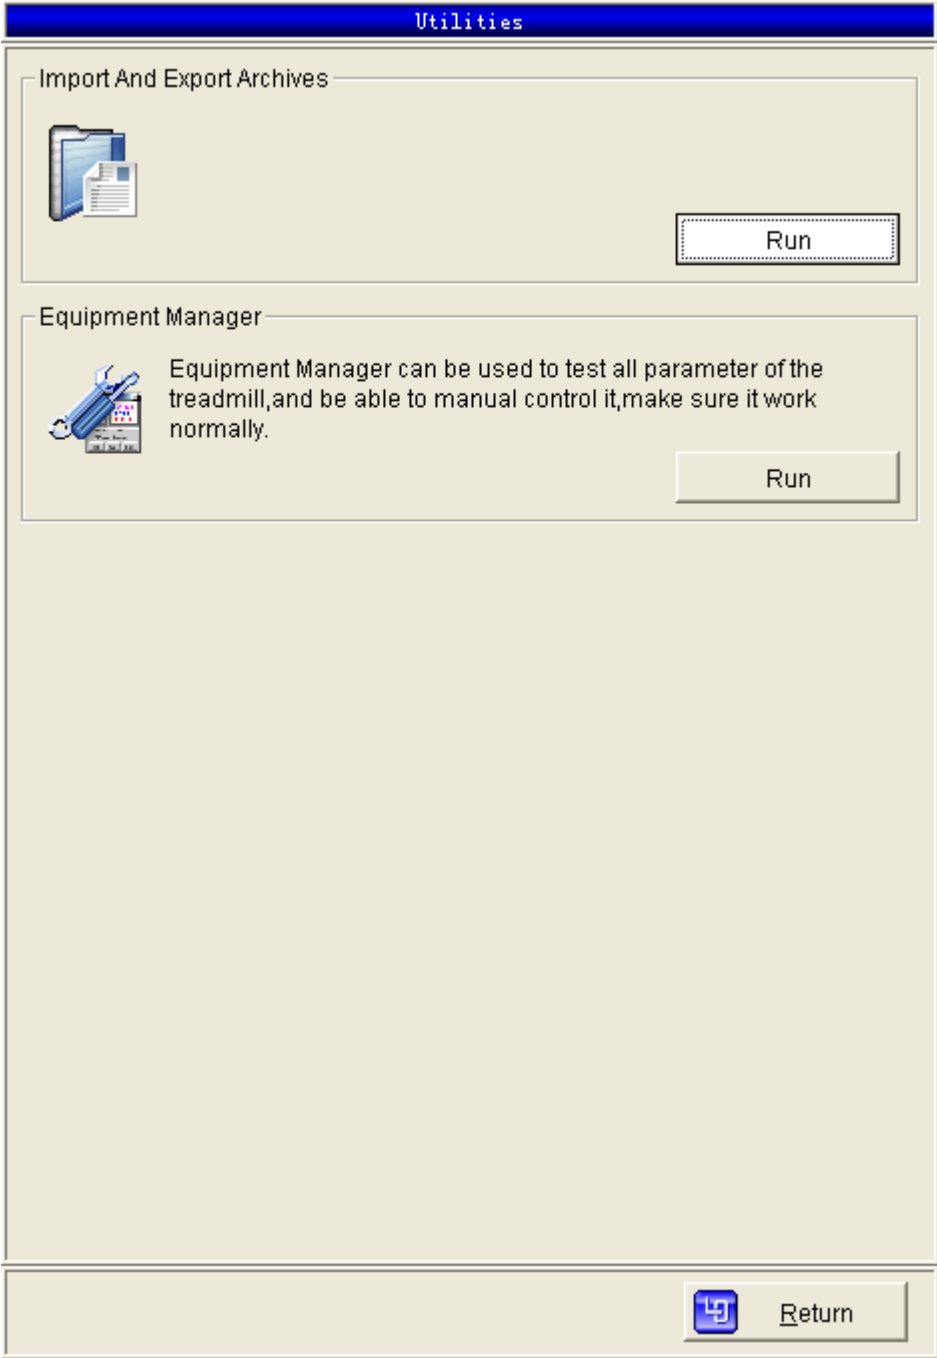 Utilities
Import And Export Archives
Run
Equipment Manager
Equipment Manager can be used to test all parameter of the
treadmill,and be able to manual control it,make sure it work
normally.
Run
Return